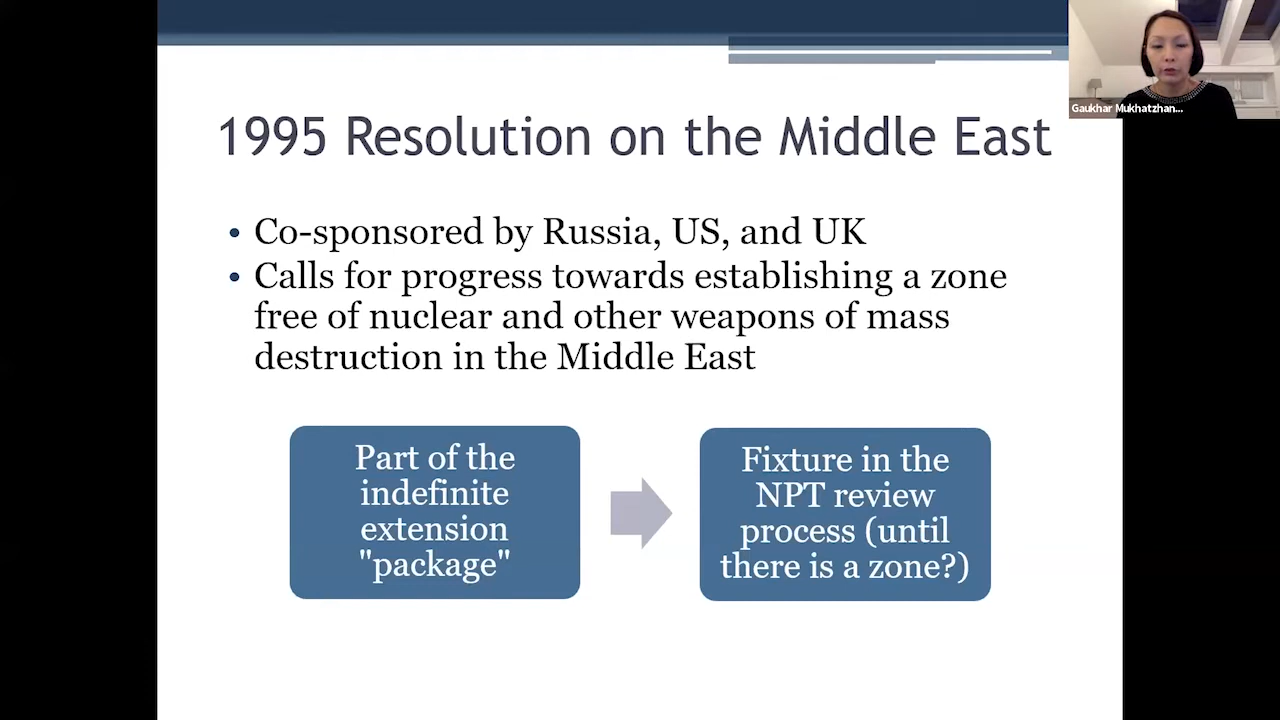 Gaukhar Mukhatzhan...
1995 Resolution on the Middle East
• Co-sponsored by Russia, US, and UK
• Calls for progress towards establishing a zone
free of nuclear and other weapons of mass
destruction in the Middle East
Part of the
indefinite
extension
"package"
Fixture in the
NPT review
process (until
there is a zone?)